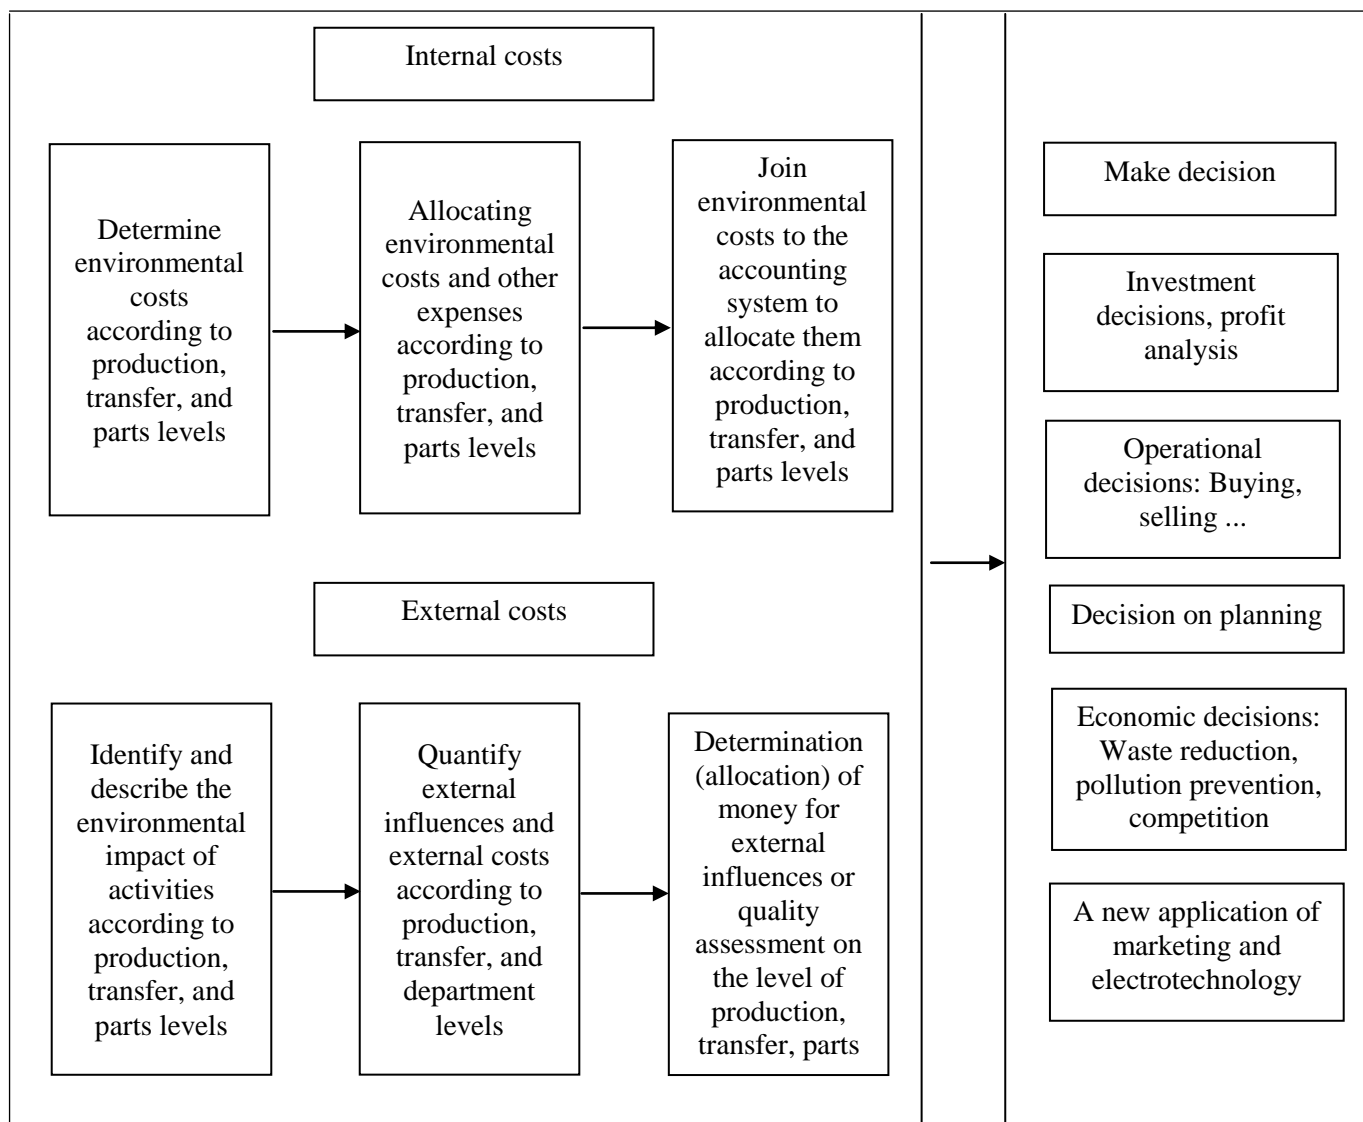 Internal costs
Determine
environmental
costs
according to
production,
transfer, and
parts levels
Allocating
environmental
costs and other
expenses
according to
production,
transfer, and
parts levels
Join
environmental
costs to the
accounting
system to
allocate them
according to
production,
transfer, and
parts levels
External costs
Identify and
describe the
environmental
impact of
activities
according to
production,
transfer, and
parts levels
Quantify
external
influences and
external costs
according to
production,
transfer, and
department
levels
Determination
(allocation) of
money for
external
influences or
quality
assessment on
the level of
production,
transfer, parts
Make decision
Investment
decisions, profit
analysis
Operational
decisions: Buying,
selling ...
Decision on planning
Economic decisions:
Waste reduction,
pollution prevention,
competition
A new application of
marketing and
electrotechnology